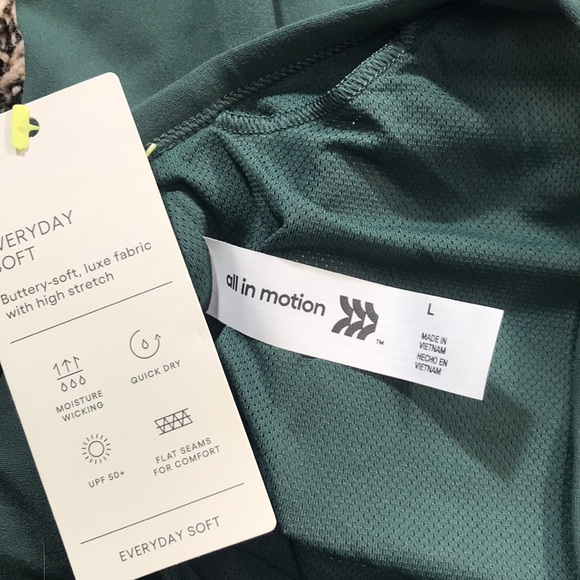 VERYDAY
SOFT
Buttery-soft, luxe fabric
with high stretch
MOISTURE
WICKING
QUICK DRY
UPF 50+
FLAT SEAMS
FOR COMFORT
EVERYDAY SOFT
all in motion
TM
L
MADE IN
VIETNAM
HECHO EN
VIETNAM